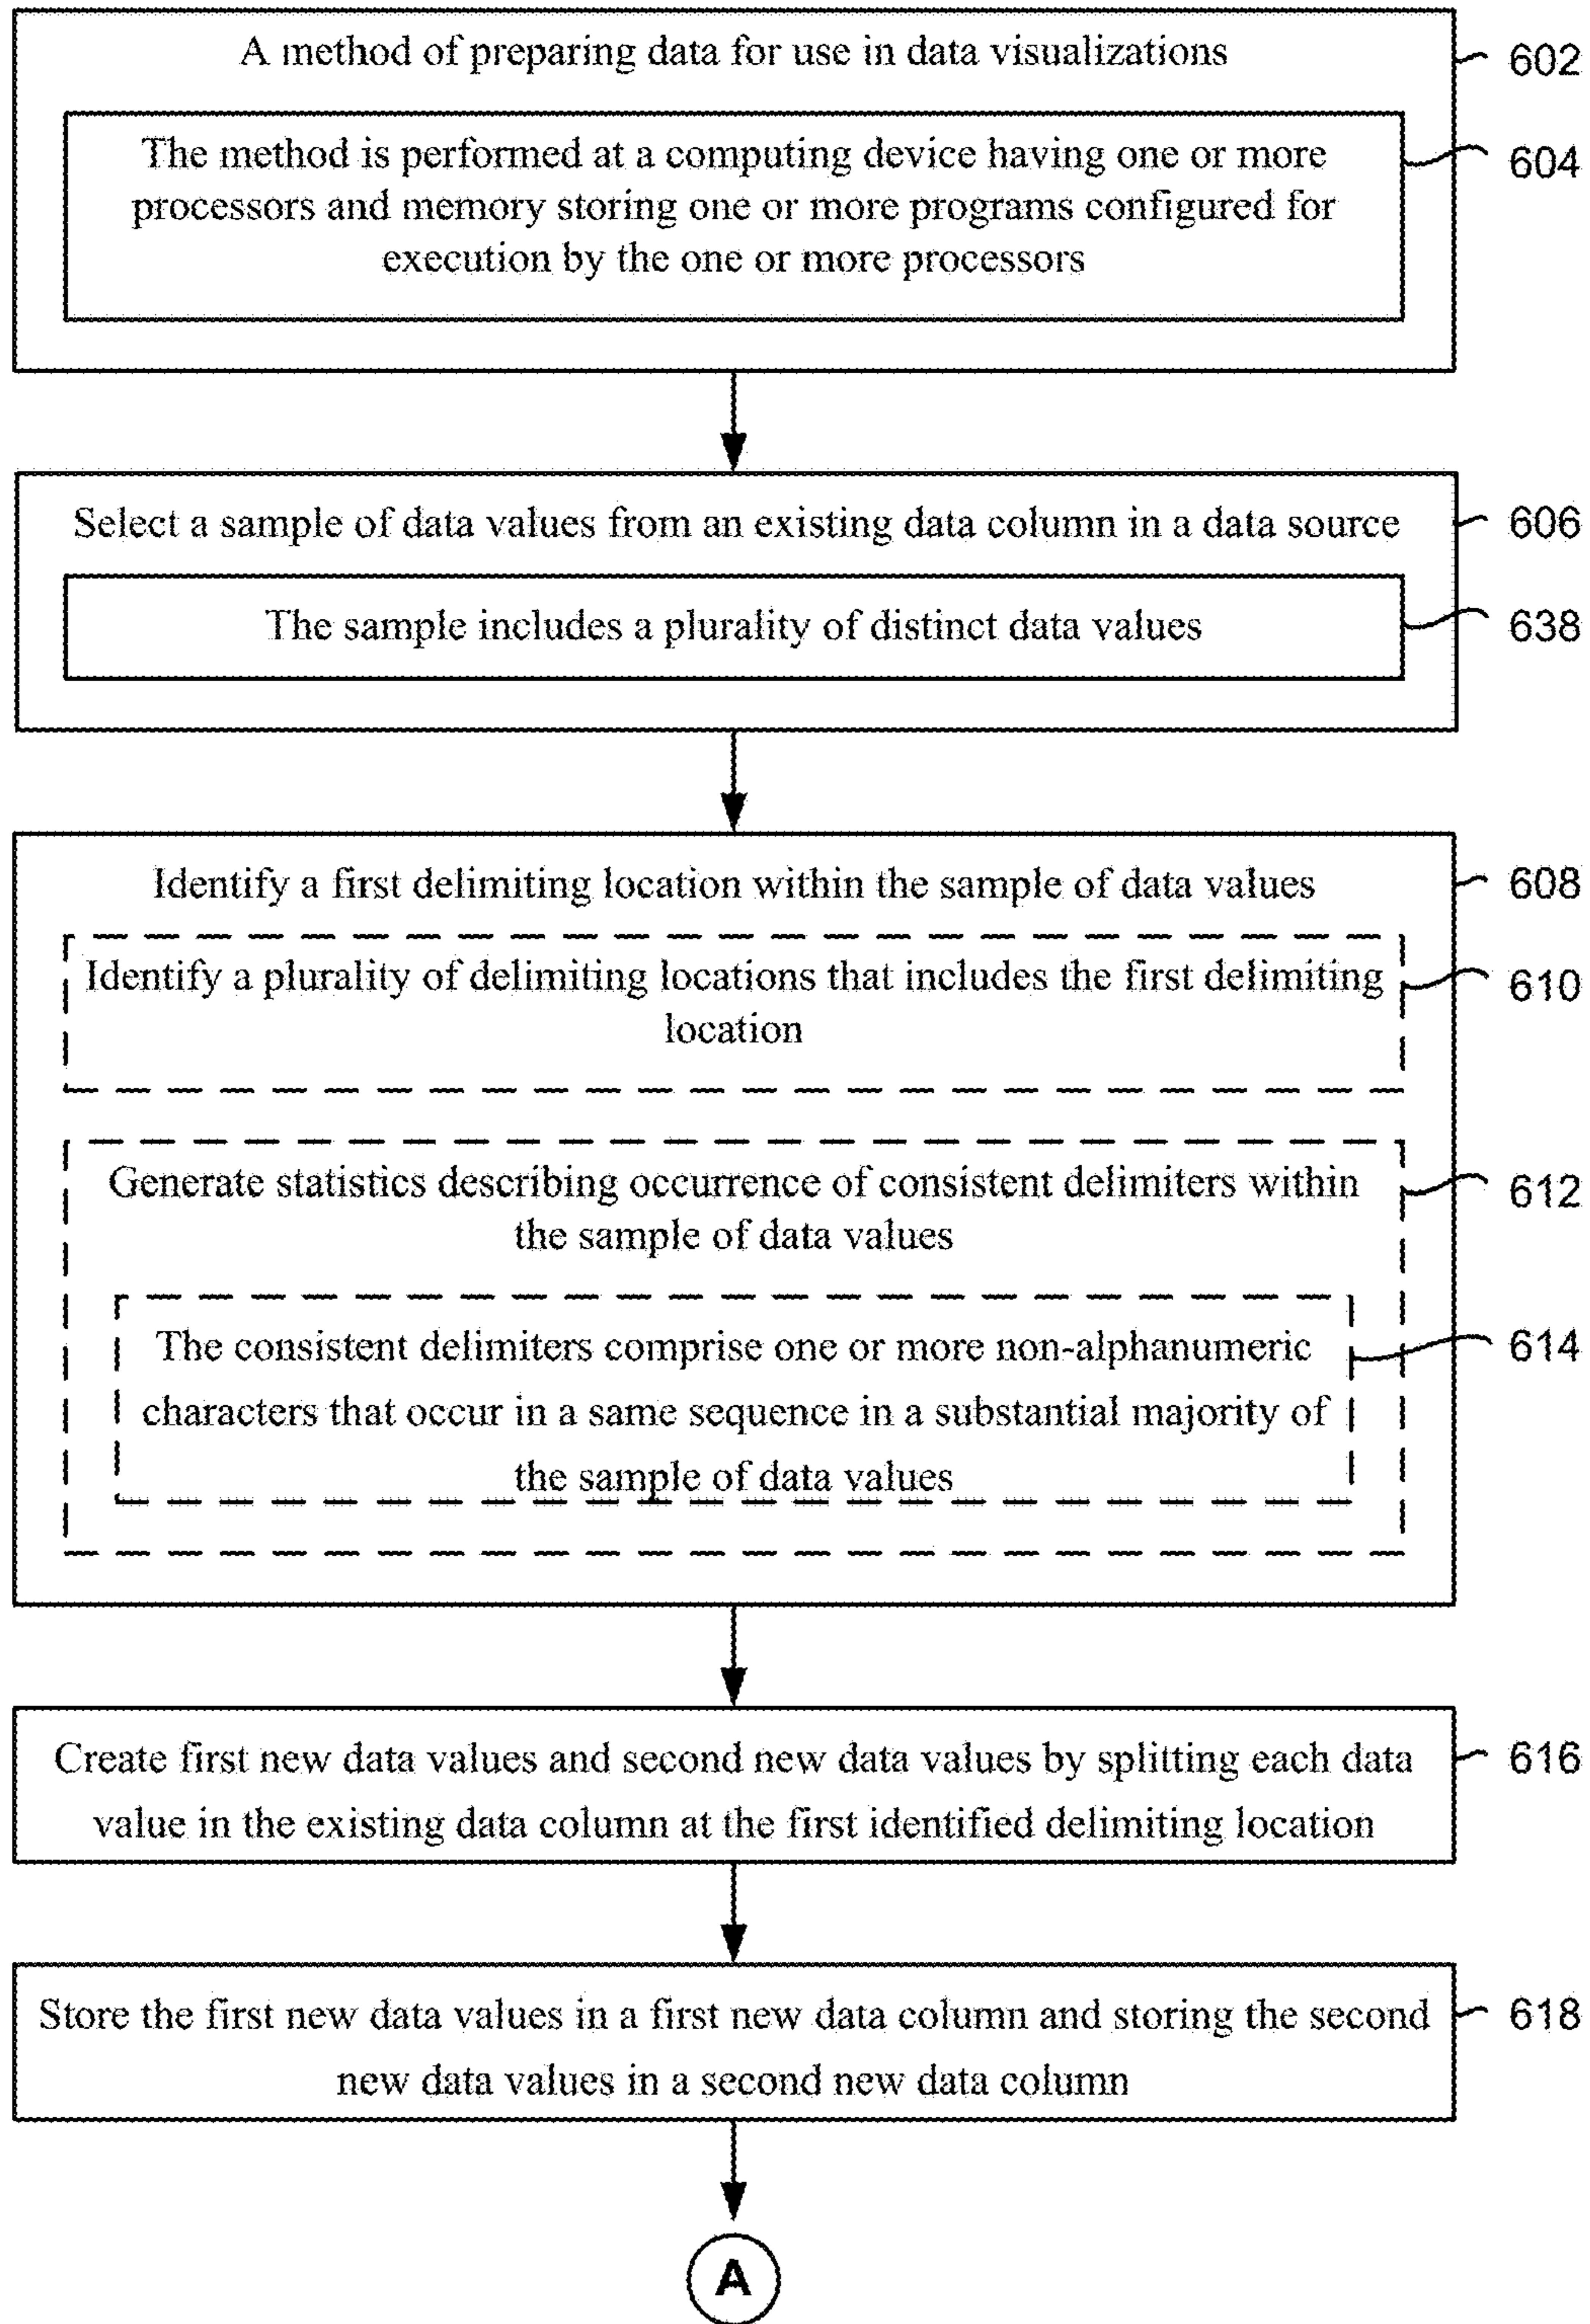 A method of preparing data for use in data visualizations
602
The method is performed at a computing device having one or more
processors and memory storing one or more programs configured for
execution by the one or more processors
604
Select a sample of data values from an existing data column in a data source
606
The sample includes a plurality of distinct data values
638
Identify a first delimiting location within the sample of data values
608
Identify a plurality of delimiting locations that includes the first delimiting
location
610
Generate statistics describing occurrence of consistent delimiters within
the sample of data values
612
The consistent delimiters comprise one or more non-alphanumeric
characters that occur in a same sequence in a substantial majority of
the sample of data values
614
Create first new data values and second new data values by splitting each data
value in the existing data column at the first identified delimiting location
616
Store the first new data values in a first new data column and storing the second
new data values in a second new data column
618
A